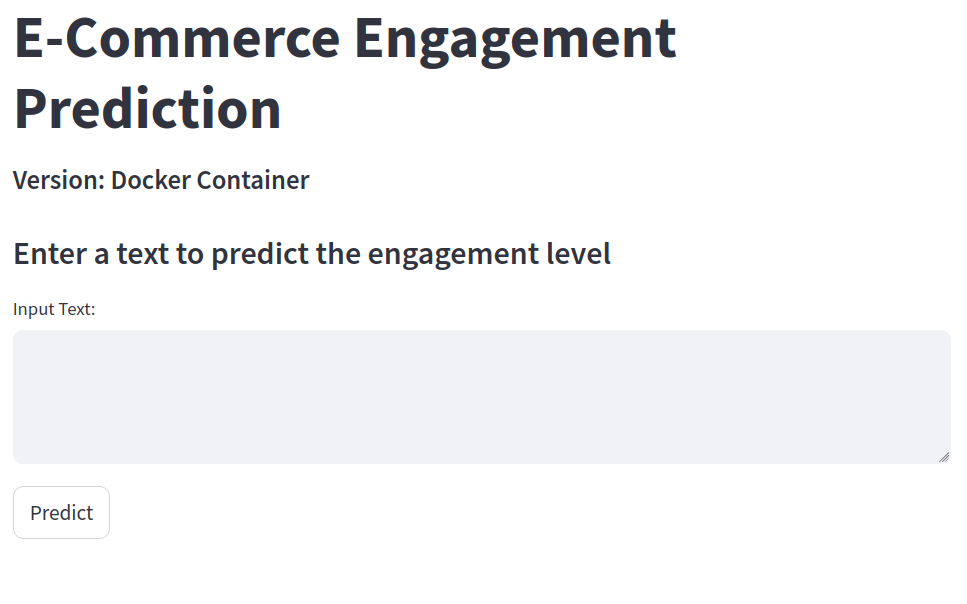 E-Commerce Engagement
Prediction
Version: Docker Container
Enter a text to predict the engagement level
Input Text:
Predict